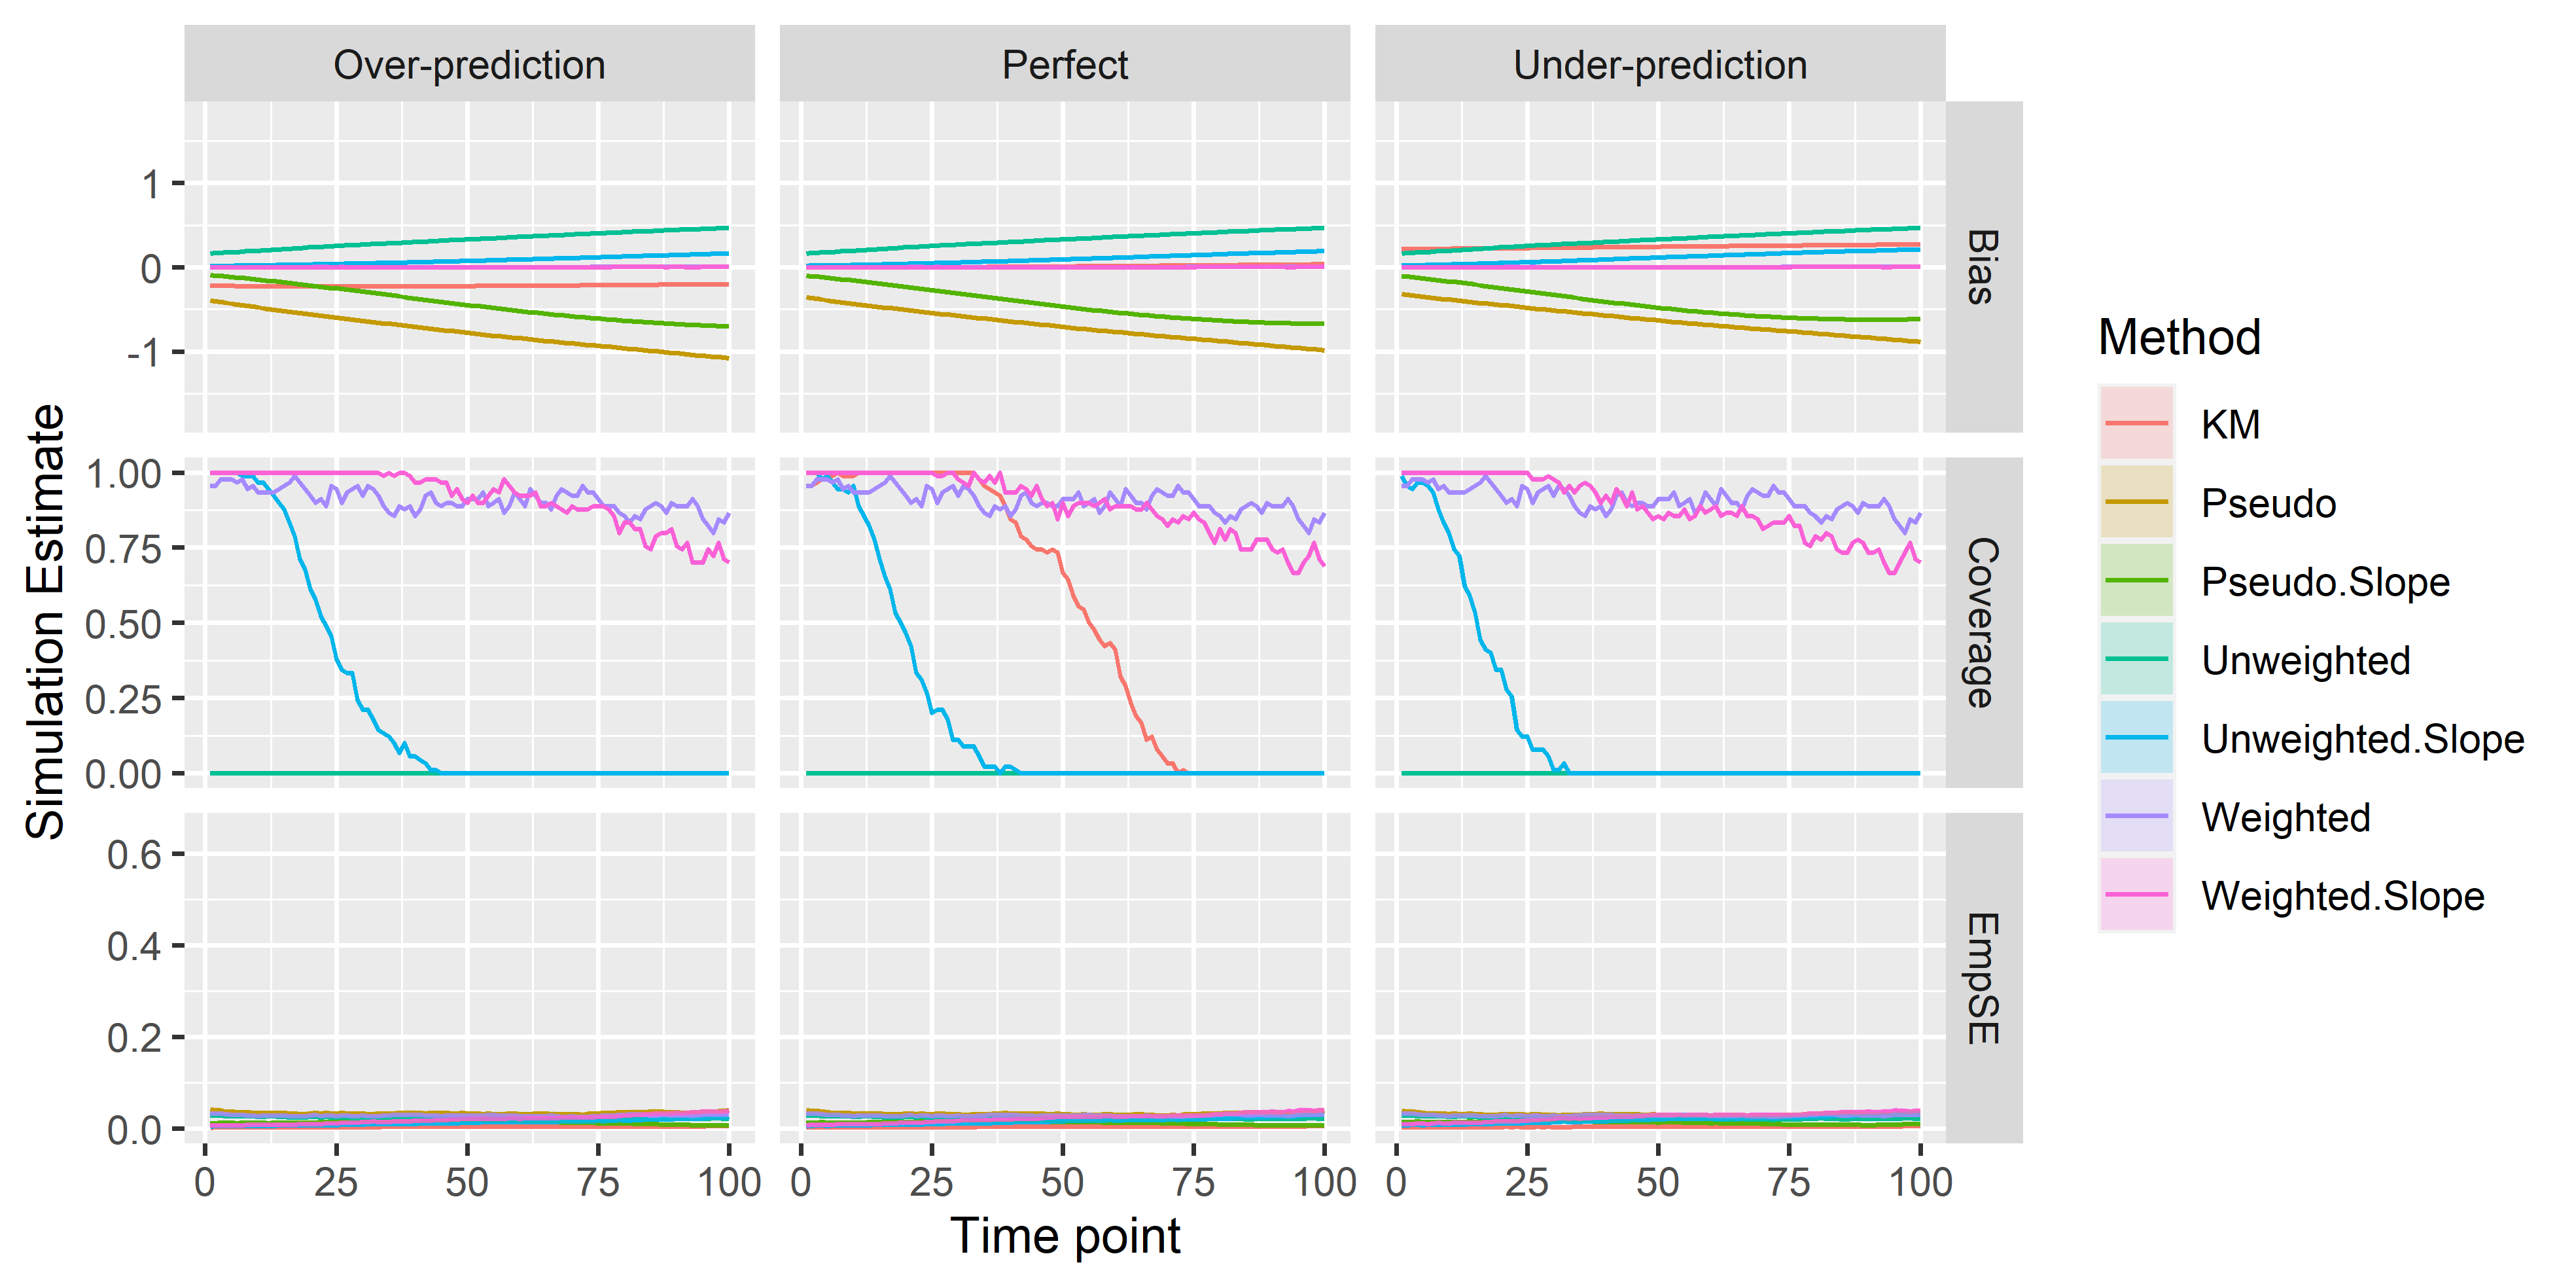 Over-prediction
Perfect
Under-prediction
1
0
-1
Bias
1.00
0.75
0.50
0.25
0.00
Coverage
0.6
0.4
0.2
0.0
EmpSE
0 25 50 75 100
0 25 50 75 100
0 25 50 75 100
Time point
Simulation Estimate
Method
KM
Pseudo
Pseudo.Slope
Unweighted
Unweighted.Slope
Weighted
Weighted.Slope